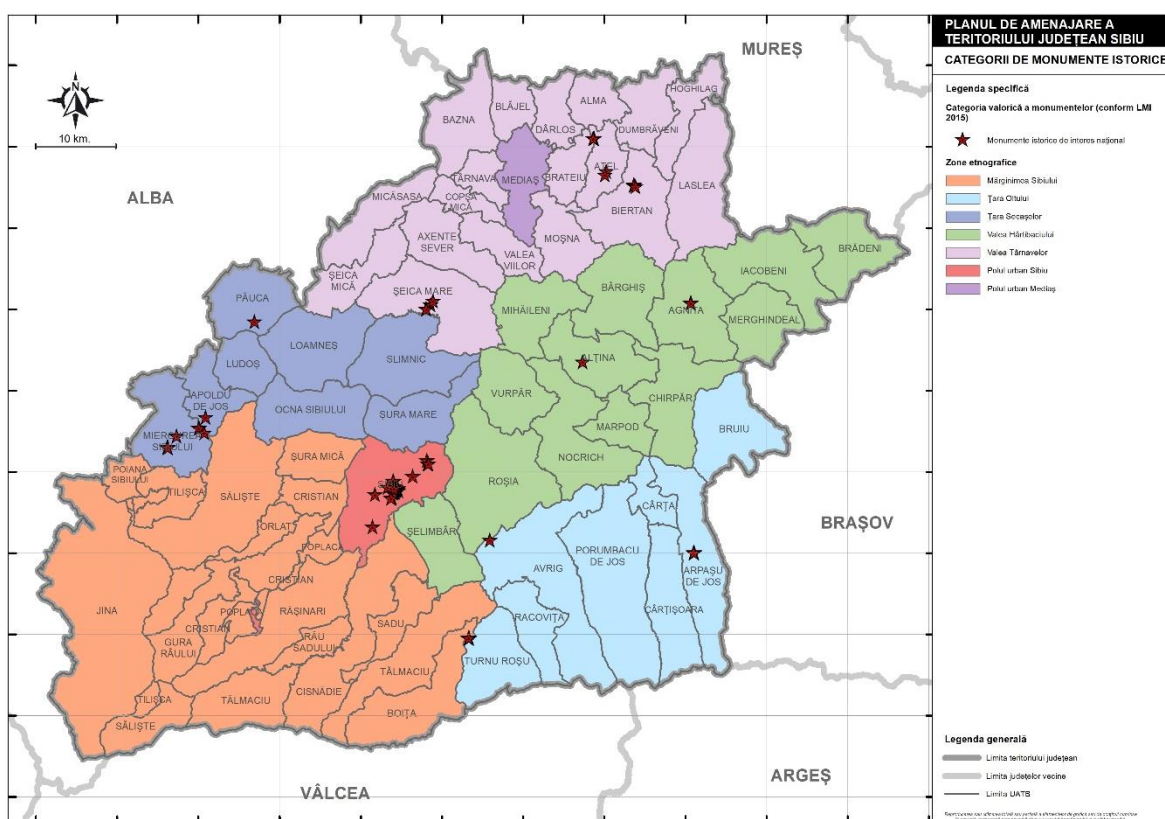 PLANUL DE AMENAJARE A
TERITORIULUI JUDEȚEAN SIBIU
CATEGORII DE MONUMENTE ISTORICE
Legenda specifică
Categoria valorică a monumentelor (conform LMI
2015)
Monumente istorice de interes național
Zone etnografice
Mărginimea Sibiului
Țara Oltului
Țara Secașelor
Valea Hârtibaciului
Valea Târnavelor
Polul urban Sibiu
Polul urban Mediaș
Legenda generală
Limita teritoriului județean
Limita județelor vecine
Limita UATB
N
10 km.
MUREȘ
ALBA
BRAȘOV
ARGEȘ
VÂLCEA
HOGHILAG
ALMA
BLĂJEL
BAZNA
DÂRLOS
DUMBRĂVENI
AȚEL
MEDIAȘ
BRATEIU
TÂRNAVA
LASLEA
MICĂSASA
COPȘA
MICĂ
BIERTAN
AXENTE
SEVER
MOȘNA
VALEA
VIILOR
BRĂDENI
ȘEICA
MICĂ
IACOBENI
BÂRGHIȘ
ȘEICA MARE
PĂUCA
MIHĂILENI
AGNITA
MERGHINDEAL
LOAMNEȘ
SLIMNIC
LUDOȘ
ALȚINA
APOLDU
DE JOS
VURPĂR
CHIRPĂR
OCNA SIBIULUI
ȘURA MARE
MARPOD
BRUIU
MIERCUREA
SIBIULUI
ȘURA MICĂ
NOCRICH
POIANA
SIBIULUI
TILIȘCA
SĂLIȘTE
CRISTIAN
SIBIU
ROȘIA
CÂRȚA
ORLAT
ȘELIMBĂR
POPLACA
PORUMBACU
DE JOS
AVRIG
ARPAȘU
DE JOS
CRISTIAN
JINA
POPLACA
RĂȘINARI
CÂRȚIȘOARA
RACOVIȚA
CRISTIAN
SADU
GURA
RÂULUI
RÂU
SADULUI
TURNU ROȘU
TĂLMACIU
CISNĂDIE
TILIȘCA
TĂLMACIU
BOIȚA
SĂLIȘTE